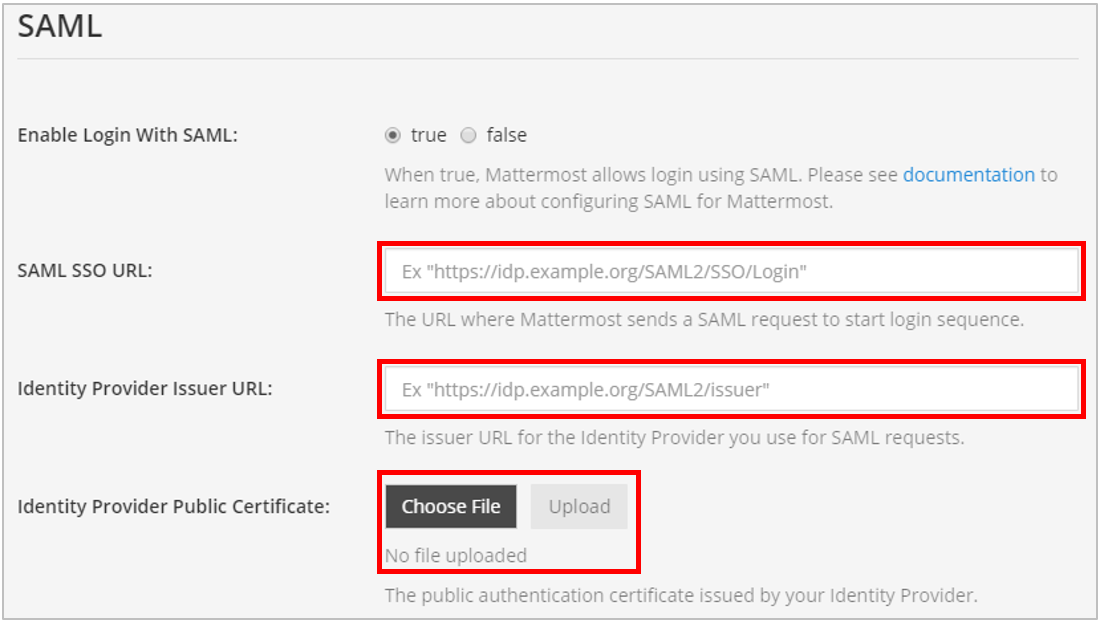 SAML
Enable Login With SAML:
true false
When true, Mattermost allows login using SAML. Please see documentation to
learn more about configuring SAML for Mattermost.
SAML SSO URL:
Ex "https://idp.example.org/SAML2/SSO/Login"
The URL where Mattermost sends a SAML request to start login sequence.
Identity Provider Issuer URL:
Ex "https://idp.example.org/SAML2/issuer"
The issuer URL for the Identity Provider you use for SAML requests.
Identity Provider Public Certificate:
Choose File Upload
No file uploaded
The public authentication certificate issued by your Identity Provider.